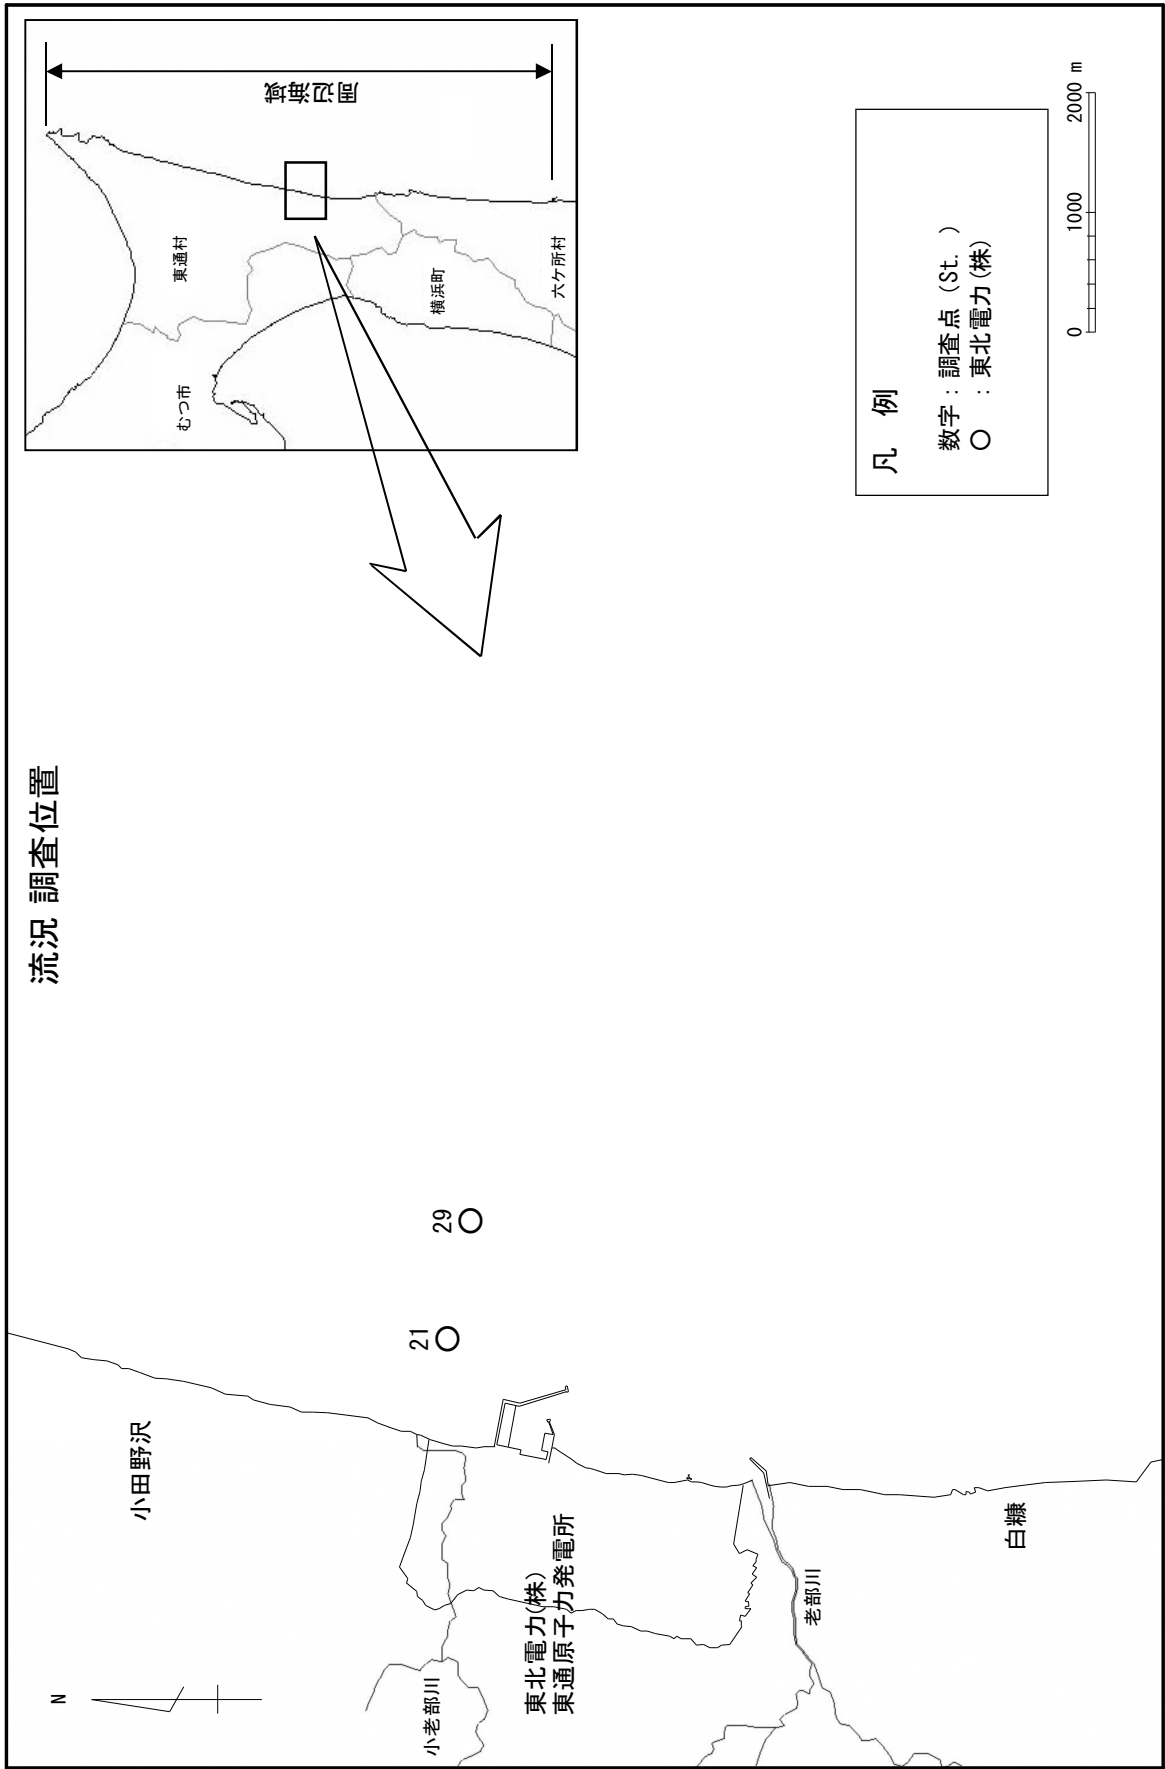 流況 調査位置
N
小田野沢
小老部川
東北電力(株)
東通原子力発電所
老部川
白糠
21
29
周辺海域
むつ市
東通村
横浜町
六ケ所村
凡 例
数字:調査点(St. )
○ :東北電力(株)
0 1000 2000 m